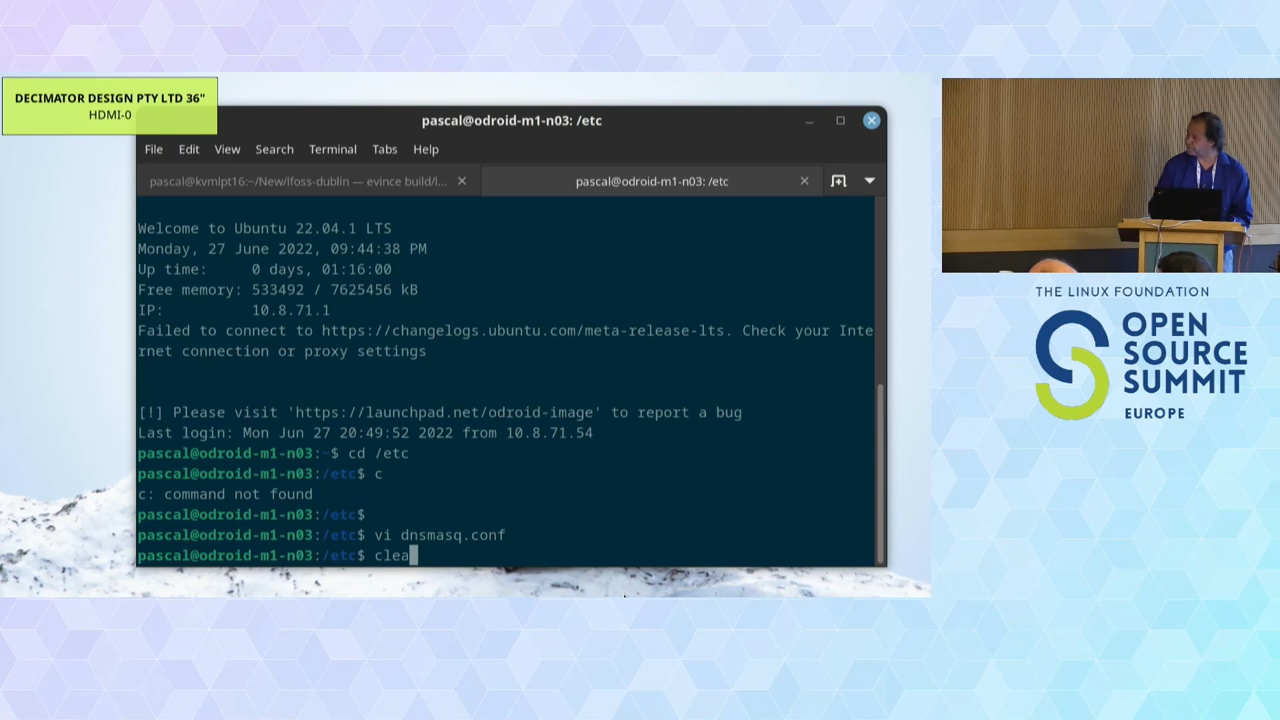 DECIMATOR DESIGN PTY LTD 36"
HDMI-0
pascal@odroid-m1-n03: /etc
File Edit View Search Terminal Tabs Help
pascal@kvmlpt16:~/New/lfoss-dublin — evince build/l...
pascal@odroid-m1-n03: /etc
Welcome to Ubuntu 22.04.1 LTS
Monday, 27 June 2022, 09:44:38 PM
Up time: 0 days, 01:16:00
Free memory: 533492 / 7625456 kB
IP: 10.8.71.1
Failed to connect to https://changelogs.ubuntu.com/meta-release-lts. Check your Inte
rnet connection or proxy settings
[!] Please visit 'https://launchpad.net/odroid-image' to report a bug
Last login: Mon Jun 27 20:49:52 2022 from 10.8.71.54
pascal@odroid-m1-n03:~$ cd /etc
pascal@odroid-m1-n03:/etc$ c
c: command not found
pascal@odroid-m1-n03:/etc$
pascal@odroid-m1-n03:/etc$ vi dnsmasq.conf
pascal@odroid-m1-n03:/etc$ clea
THE LINUX FOUNDATION
OPEN
SOURCE
SUMMIT
EUROPE